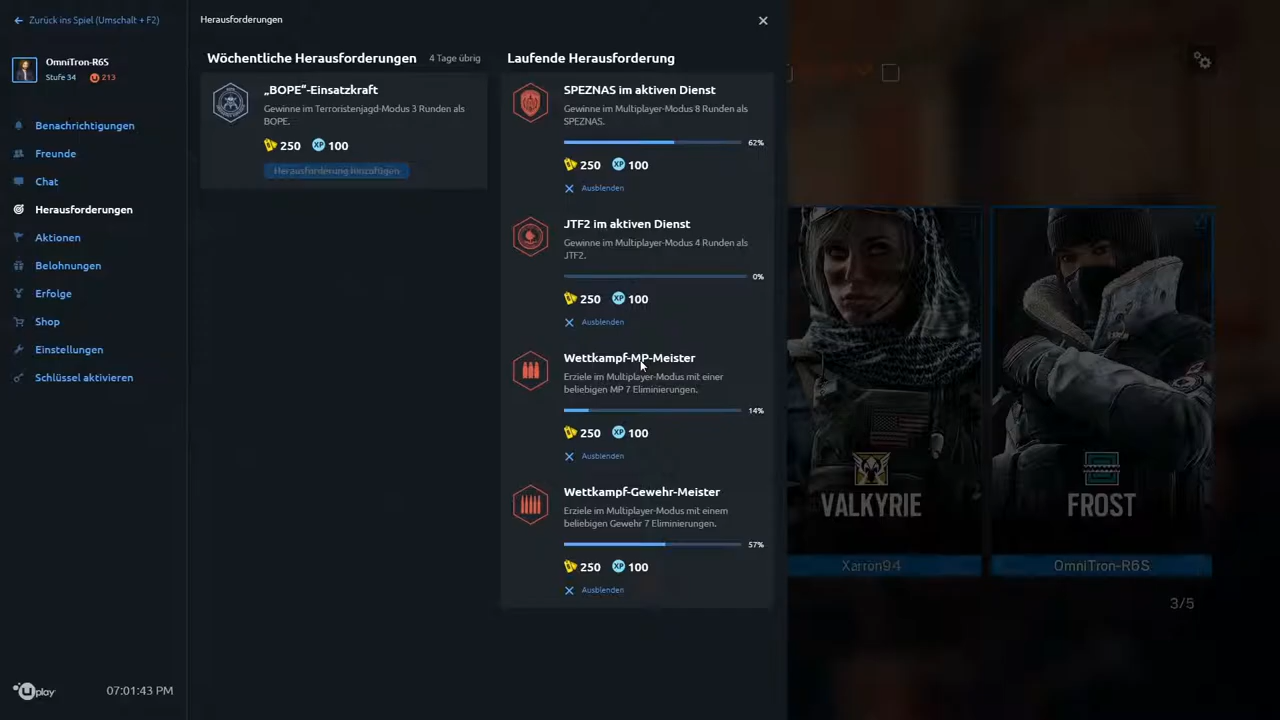 Zurück ins Spiel (Umschalt + F2)
OmniTron-R6S
Stufe 34 213
Benachrichtigungen
Freunde
Chat
Herausforderungen
Aktionen
Belohnungen
Erfolge
Shop
Einstellungen
Schlüssel aktivieren
uplay 07:01:43 PM
Herausforderungen
Wöchentliche Herausforderungen 4 Tage übrig
„BOPE“-Einsatzkraft
Gewinne im Terroristenjagd-Modus 3 Runden als
BOPE.
250 XP 100
Herausforderung hinzufügen
Laufende Herausforderung
SPEZNAS im aktiven Dienst
Gewinne im Multiplayer-Modus 8 Runden als
SPEZNAS.
62%
250 XP 100
Ausblenden
JTF2 im aktiven Dienst
Gewinne im Multiplayer-Modus 4 Runden als
JTF2.
0%
250 XP 100
Ausblenden
Wettkampf-MP-Meister
Erziele im Multiplayer-Modus mit einer
beliebigen MP 7 Eliminierungen.
14%
250 XP 100
Ausblenden
Wettkampf-Gewehr-Meister
Erziele im Multiplayer-Modus mit einem
beliebigen Gewehr 7 Eliminierungen.
57%
250 XP 100
Ausblenden
VALKYRIE
Xarron94
FROST
OmniTron-R6S
3/5